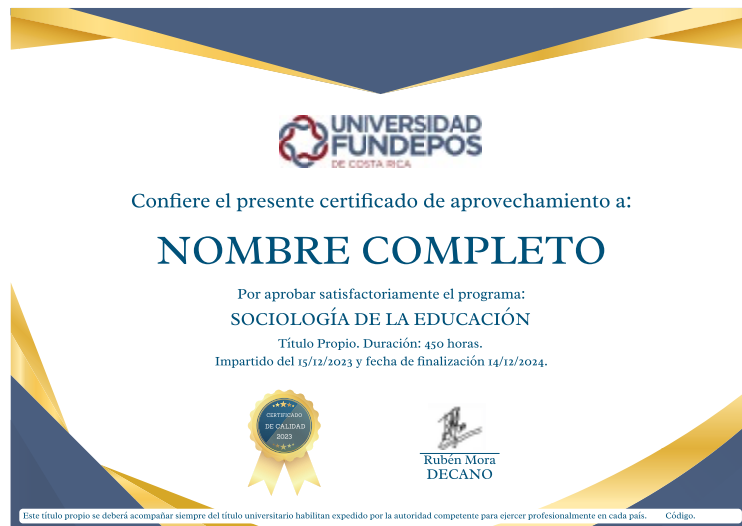 UNIVERSIDAD
FUNDEPOS
DE COSTA RICA
Confiere el presente certificado de aprovechamiento a:
NOMBRE COMPLETO
Por aprobar satisfactoriamente el programa:
SOCIOLOGÍA DE LA EDUCACIÓN
Título Propio. Duración: 450 horas.
Impartido del 15/12/2023 y fecha de finalización 14/12/2024.
CERTIFICADO
DE CALIDAD
2023
Rubén Mora
DECANO
Este título propio se deberá acompañar siempre del título universitario habilitan expedido por la autoridad competente para ejercer profesionalmente en cada país. Código.